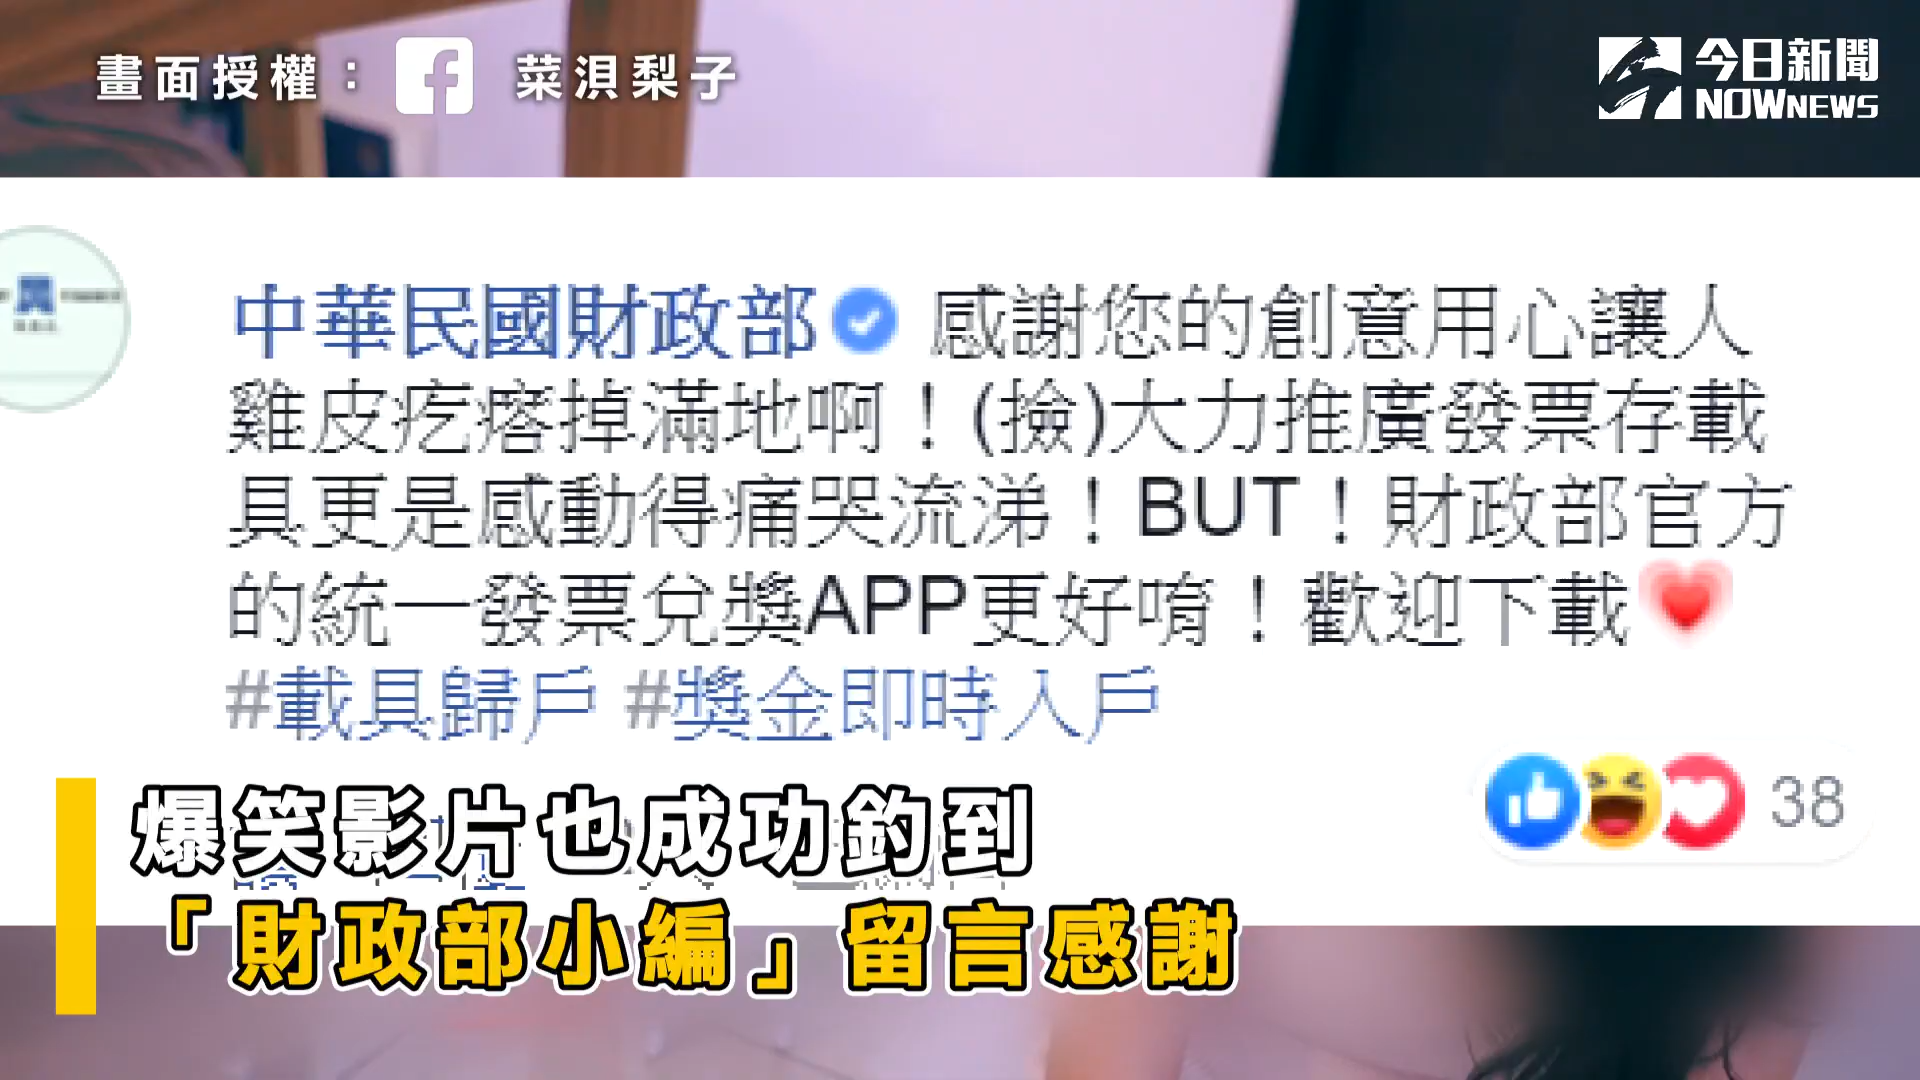 畫面授權： 菜涀梨子
今日新聞
NOWNEWS
中華民國財政部 感謝您的創意用心讓人
雞皮疙瘩掉滿地啊！(撿)大力推廣發票存載
具更是感動得痛哭流涕！BUT！財政部官方
的統一發票兌獎APP更好唷！歡迎下載
#載具歸戶 #獎金即時入戶
38
爆笑影片也成功釣到
「財政部小編」留言感謝